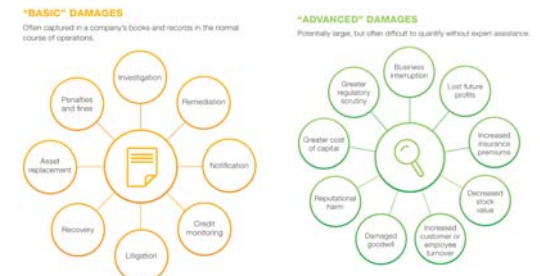 "BASIC" DAMAGES
Often captured in a company's books and records in the normal
course of operations.
Investigation
Remediation
Notification
Credit
monitoring
Litigation
Recovery
Asset
replacement
Penalties
and fines
"ADVANCED" DAMAGES
Potentially larger, but often difficult to quantify without expert assistance.
Business
interruption
Lost future
profits
Increased
insurance
premiums
Decreased
stock
value
Increased
customer or
employee
turnover
Damaged
goodwill
Reputational
harm
Greater cost
of capital
Greater
regulatory
scrutiny